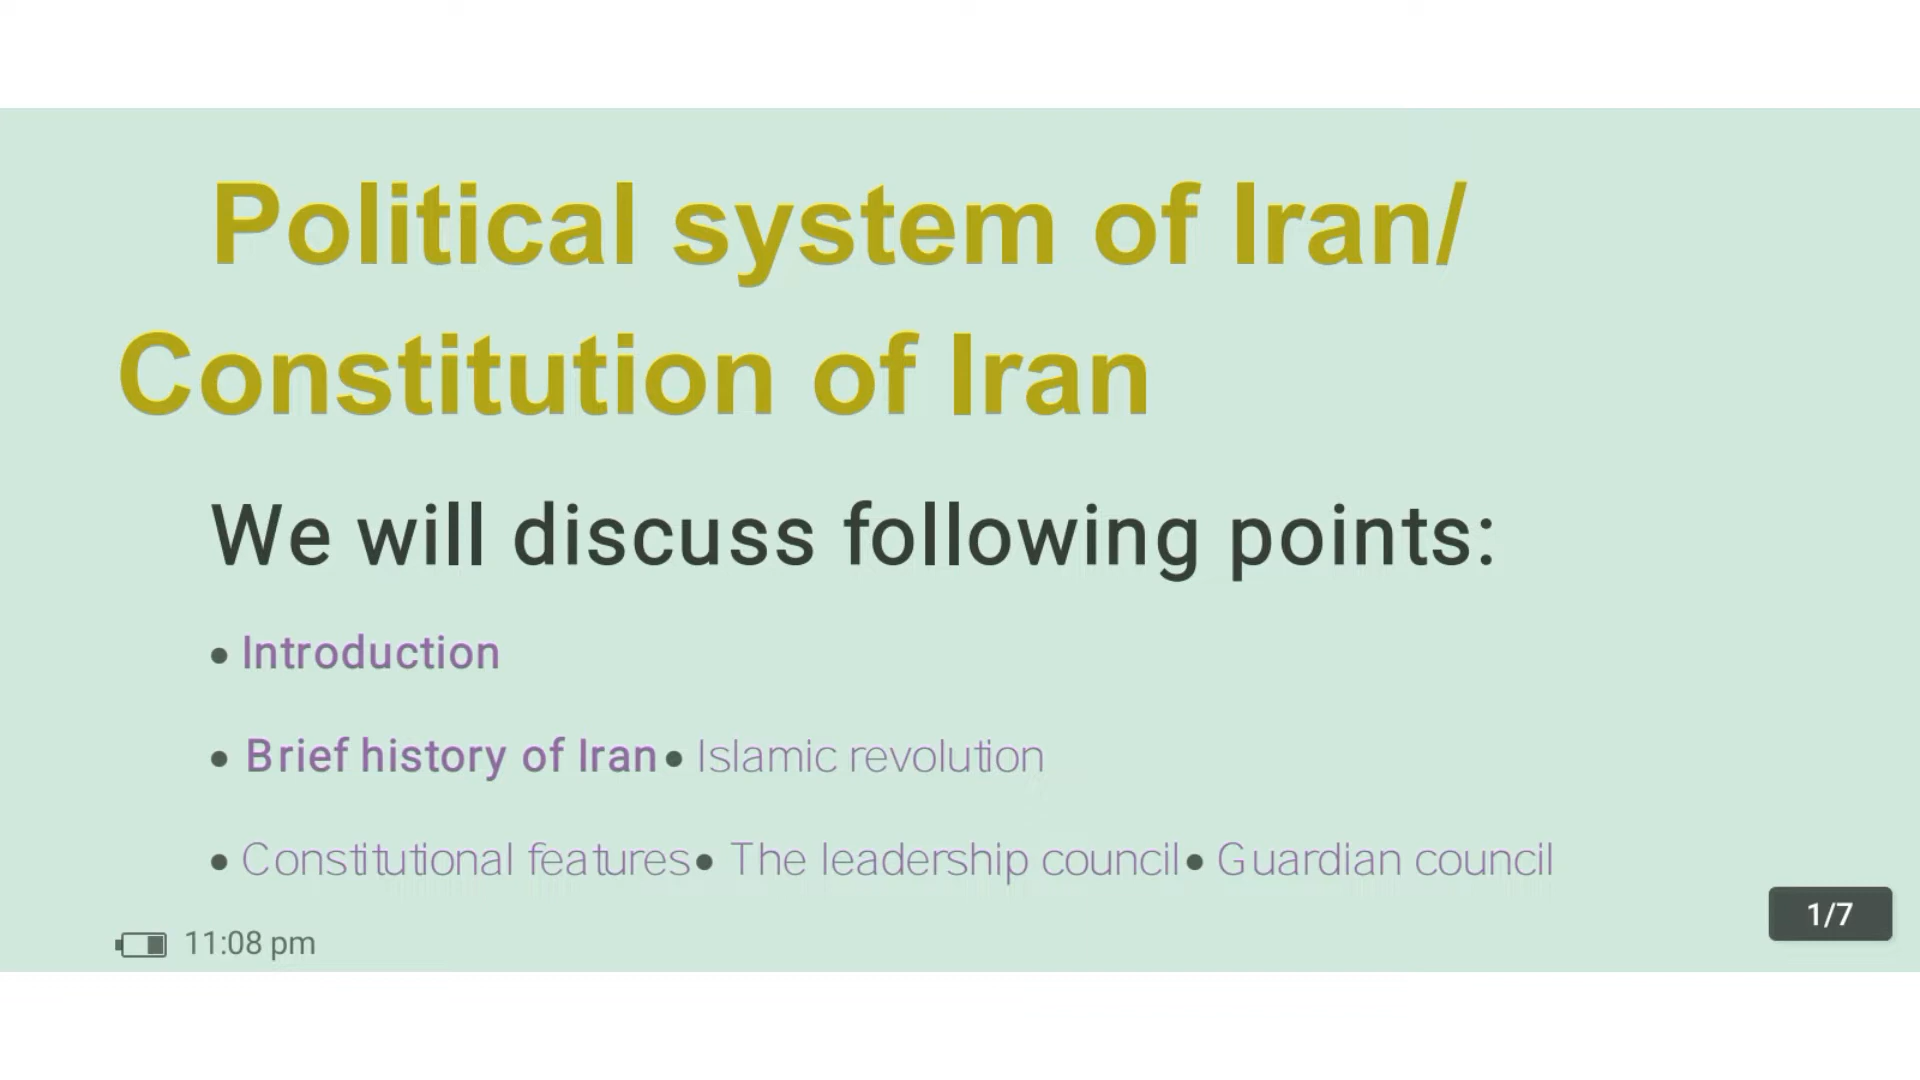 Political system of Iran/
Constitution of Iran
We will discuss following points:
• Introduction
• Brief history of Iran • Islamic revolution
• Constitutional features • The leadership council • Guardian council
11:08 pm
1/7